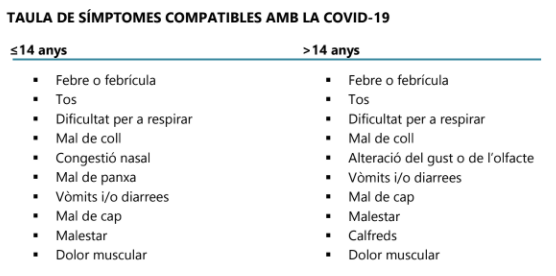 TAULA DE SÍMPTOMES COMPATIBLES AMB LA COVID-19
≤14 anys
▪ Febre o febrícula
▪ Tos
▪ Dificultat per a respirar
▪ Mal de coll
▪ Congestió nasal
▪ Mal de panxa
▪ Vòmits i/o diarrees
▪ Mal de cap
▪ Malestar
▪ Dolor muscular
>14 anys
▪ Febre o febrícula
▪ Tos
▪ Dificultat per a respirar
▪ Mal de coll
▪ Alteració del gust o de l'olfacte
▪ Vòmits i/o diarrees
▪ Mal de cap
▪ Malestar
▪ Calfreds
▪ Dolor muscular